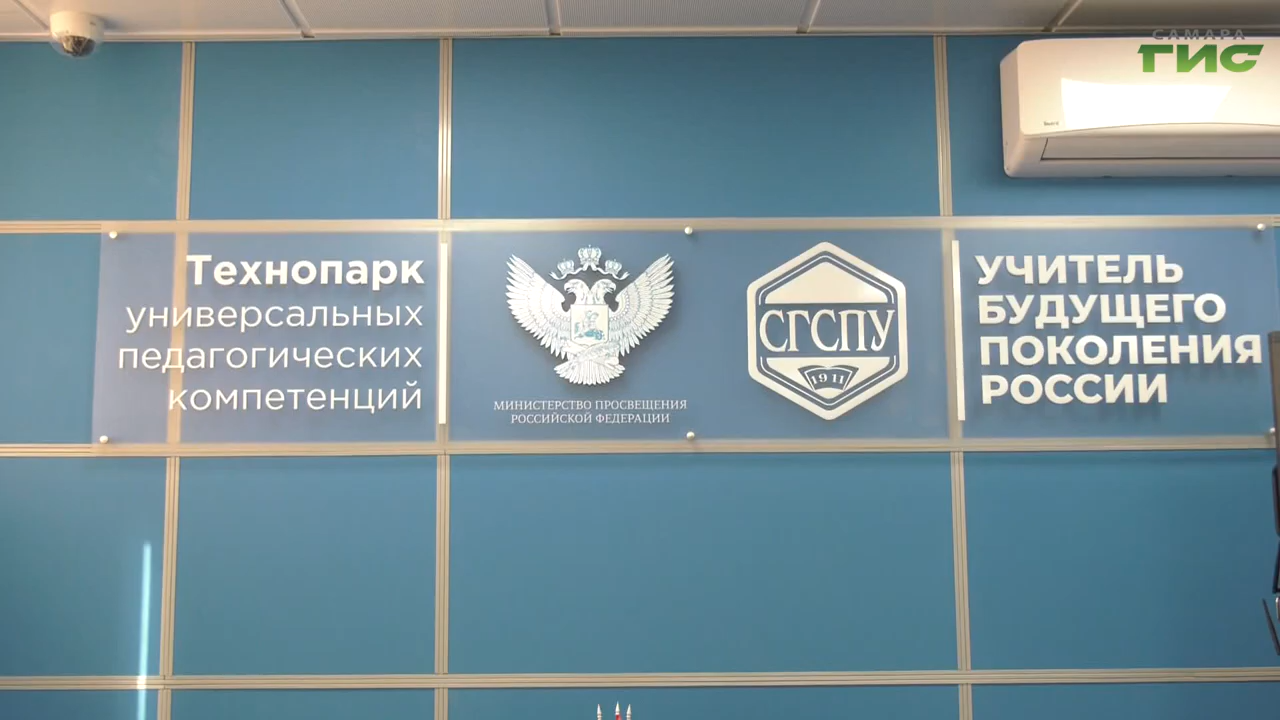 САМАРА
ГИС
Технопарк
универсальных
педагогических
компетенций
МИНИСТЕРСТВО ПРОСВЕЩЕНИЯ
РОССИЙСКОЙ ФЕДЕРАЦИИ
СГСПУ
1911
УЧИТЕЛЬ
БУДУЩЕГО
ПОКОЛЕНИЯ
РОССИИ